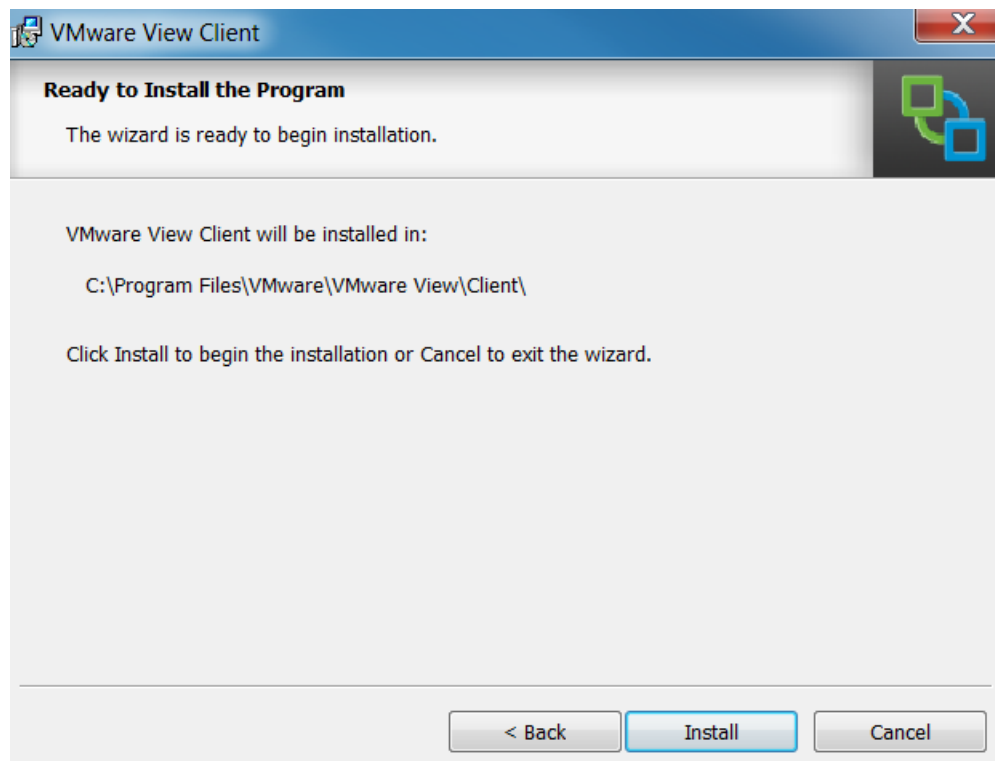 VMware View Client
Ready to Install the Program
The wizard is ready to begin installation.
VMware View Client will be installed in:
C:\Program Files\VMware\VMware View\Client\
Click Install to begin the installation or Cancel to exit the wizard.
< Back Install Cancel